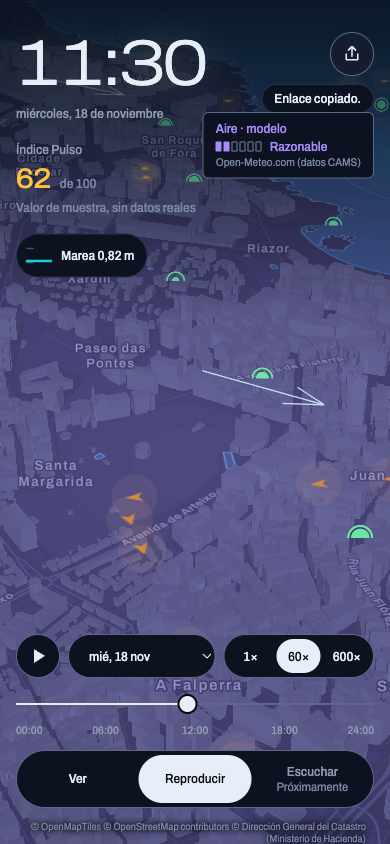 11:30
miércoles, 18 de noviembre
Enlace copiado.
Aire · modelo
Razonable
Open-Meteo.com (datos CAMS)
San Roque
de Fóra
Índice Pulso
62 de 100
Valor de muestra, sin datos reales
Marea 0,82 m
Riazor
Xardín
Paseo das
Pontes
Santa
Margarida
Avenida de Arteixo
Juan
mié, 18 nov
1×
60×
600×
A Falperra
00:00
06:00
12:00
18:00
24:00
Ver
Reproducir
Escuchar
Próximamente
© OpenMapTiles © OpenStreetMap contributors © Dirección General del Catastro
(Ministerio de Hacienda)